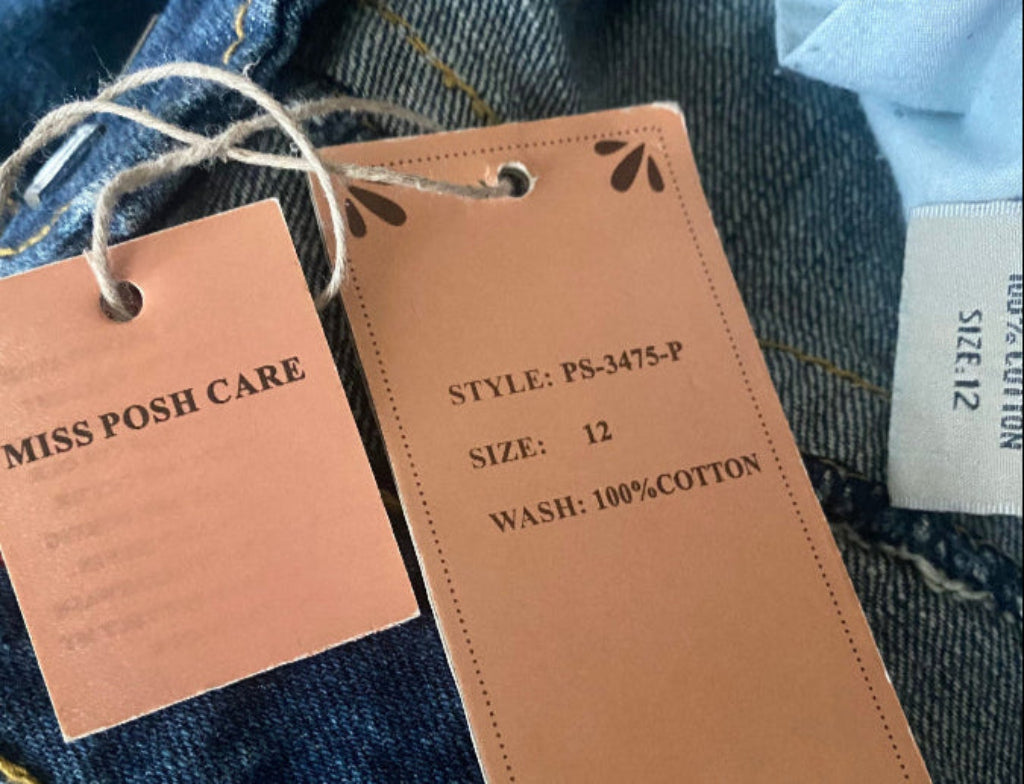 MISS POSH CARE
STYLE: PS-3475-P
SIZE: 12
WASH: 100%COTTON
100% COTTON
SIZE:12